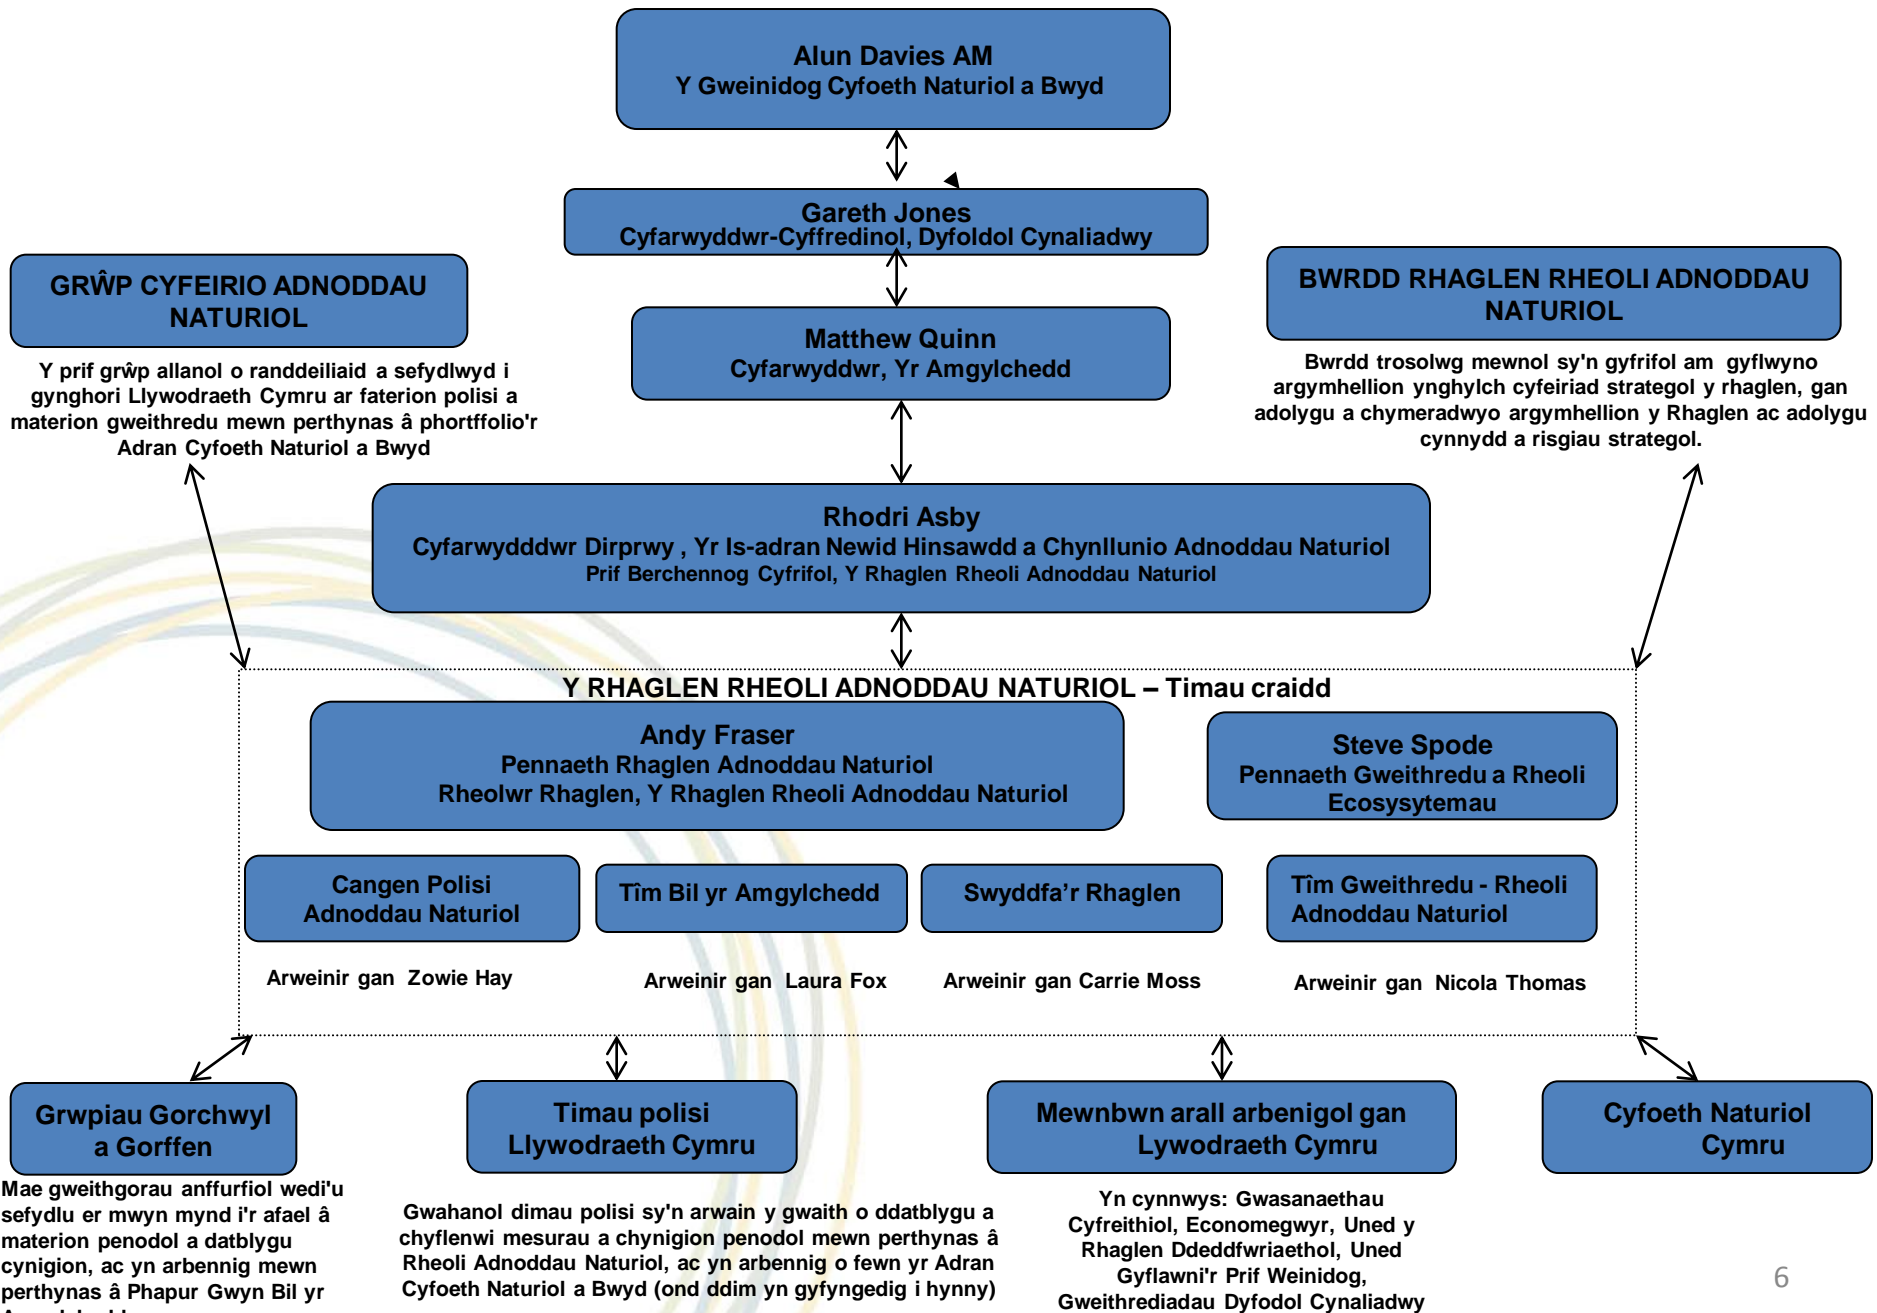 Alun Davies AM
Y Gweinidog Cyfoeth Naturiol a Bwyd
Gareth Jones
Cyfarwyddwr-Cyffredinol, Dyfoldol Cynaliadwy
GRŴP CYFEIRIO ADNODDAU
NATURIOL
Y prif grŵp allanol o randdeiliaid a sefydlwyd i
gynghori Llywodraeth Cymru ar faterion polisi a
materion gweithredu mewn perthynas â phortffolio'r
Adran Cyfoeth Naturiol a Bwyd
Matthew Quinn
Cyfarwyddwr, Yr Amgylchedd
BWRDD RHAGLEN RHEOLI ADNODDAU
NATURIOL
Bwrdd trosolwg mewnol sy'n gyfrifol am gyflwyno
argymhellion ynghylch cyfeiriad strategol y rhaglen, gan
adolygu a chymeradwyo argymhellion y Rhaglen ac adolygu
cynnydd a risgiau strategol.
Rhodri Asby
Cyfarwydddwr Dirprwy , Yr Is-adran Newid Hinsawdd a Chynllunio Adnoddau Naturiol
Prif Berchennog Cyfrifol, Y Rhaglen Rheoli Adnoddau Naturiol
Y RHAGLEN RHEOLI ADNODDAU NATURIOL – Timau craidd
Andy Fraser
Pennaeth Rhaglen Adnoddau Naturiol
Rheolwr Rhaglen, Y Rhaglen Rheoli Adnoddau Naturiol
Steve Spode
Pennaeth Gweithredu a Rheoli
Ecosysytemau
Cangen Polisi
Adnoddau Naturiol
Arweinir gan Zowie Hay
Tîm Bil yr Amgylchedd
Arweinir gan Laura Fox
Swyddfa'r Rhaglen
Arweinir gan Carrie Moss
Tîm Gweithredu - Rheoli
Adnoddau Naturiol
Arweinir gan Nicola Thomas
Grwpiau Gorchwyl
a Gorffen
Mae gweithgorau anffurfiol wedi'u
sefydlu er mwyn mynd i'r afael â
materion penodol a datblygu
cynigion, ac yn arbennig mewn
perthynas â Phapur Gwyn Bil yr
Timau polisi
Llywodraeth Cymru
Gwahanol dimau polisi sy'n arwain y gwaith o ddatblygu a
chyflenwi mesurau a chynigion penodol mewn perthynas â
Rheoli Adnoddau Naturiol, ac yn arbennig o fewn yr Adran
Cyfoeth Naturiol a Bwyd (ond ddim yn gyfyngedig i hynny)
Mewnbwn arall arbenigol gan
Lywodraeth Cymru
Yn cynnwys: Gwasanaethau
Cyfreithiol, Economegwyr, Uned y
Rhaglen Ddeddfwriaethol, Uned
Gyflawni'r Prif Weinidog,
Gweithrediadau Dyfodol Cynaliadwy
Cyfoeth Naturiol
Cymru
6